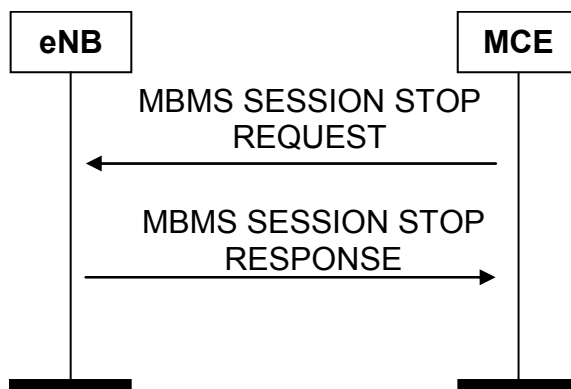 eNB
MCE
MBMS SESSION STOP
REQUEST
MBMS SESSION STOP
RESPONSE